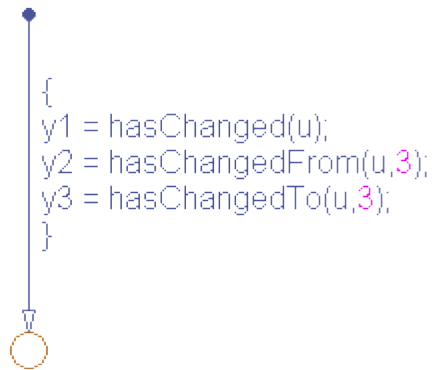 {
y1 = hasChanged(u);
y2 = hasChangedFrom(u,3);
y3 = hasChangedTo(u,3);
}